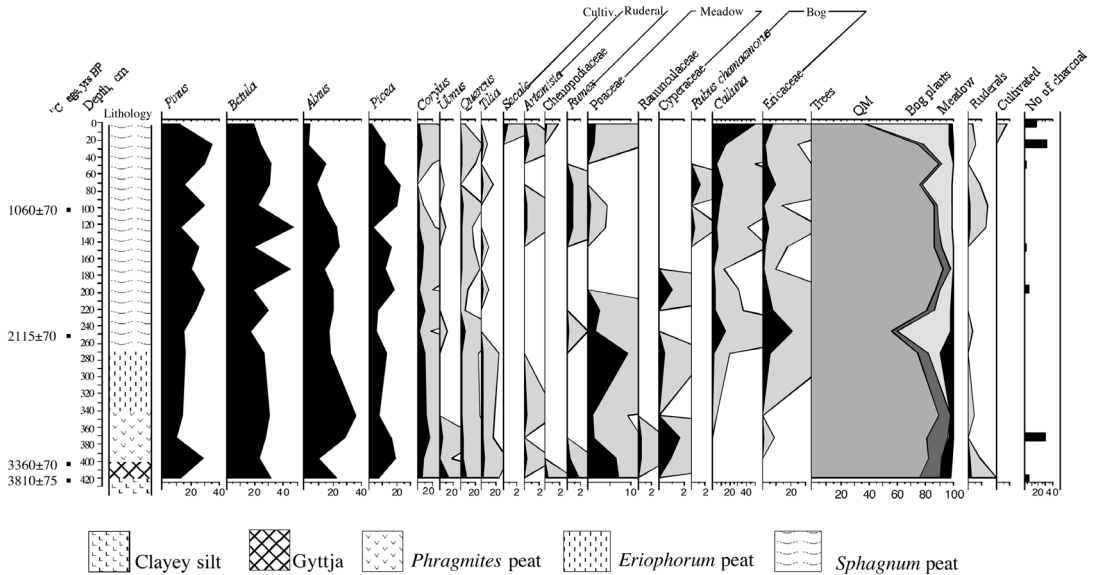 Cultiv. Ruderal Meadow Bog
¹⁴C ages, yrs BP
Depth, cm
Lithology
Pinus
Betula
Alnus
Picea
Corylus
Ulmus
Quercus
Tilia
Secale
Artemisia
Chenopodiaceae
Rumex
Poaceae
Ranunculaceae
Cyperaceae
Rubus chamaemorus
Calluna
Ericaceae
Trees
QM
Bog plants
Meadow
Ruderals
Cultivated
No of charcoal
0
20
40
60
80
1060±70 100
120
140
160
180
200
220
2115±70 240
260
280
300
320
340
360
380
3360±70 400
3810±75 420
20 40 20 40 20 40 20 20 20 20 20 2 2 2 2 10 2 2 2 20 40 20 20 40 60 80 100 2 2 20 40
Clayey silt Gyttja Phragmites peat Eriophorum peat Sphagnum peat